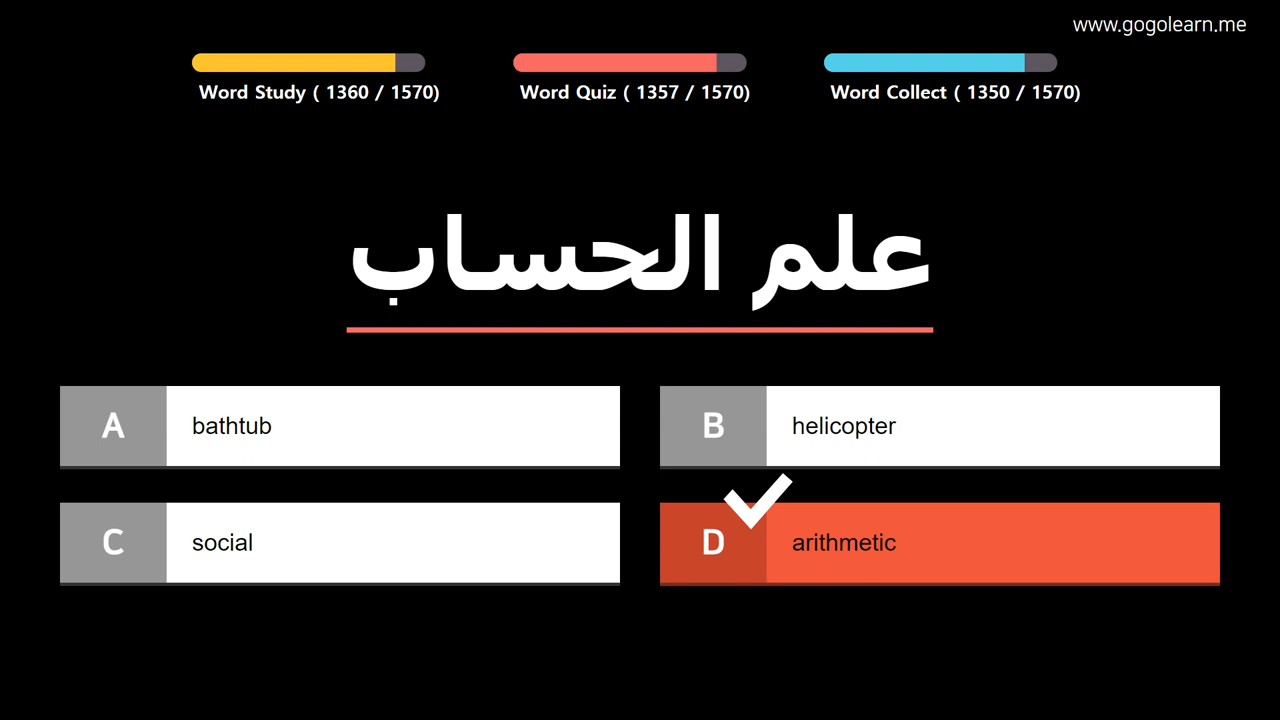 www.gogolearn.me
Word Study ( 1360 / 1570)
Word Quiz ( 1357 / 1570)
Word Collect ( 1350 / 1570)
علم الحساب
A
bathtub
B
helicopter
C
social
D
arithmetic